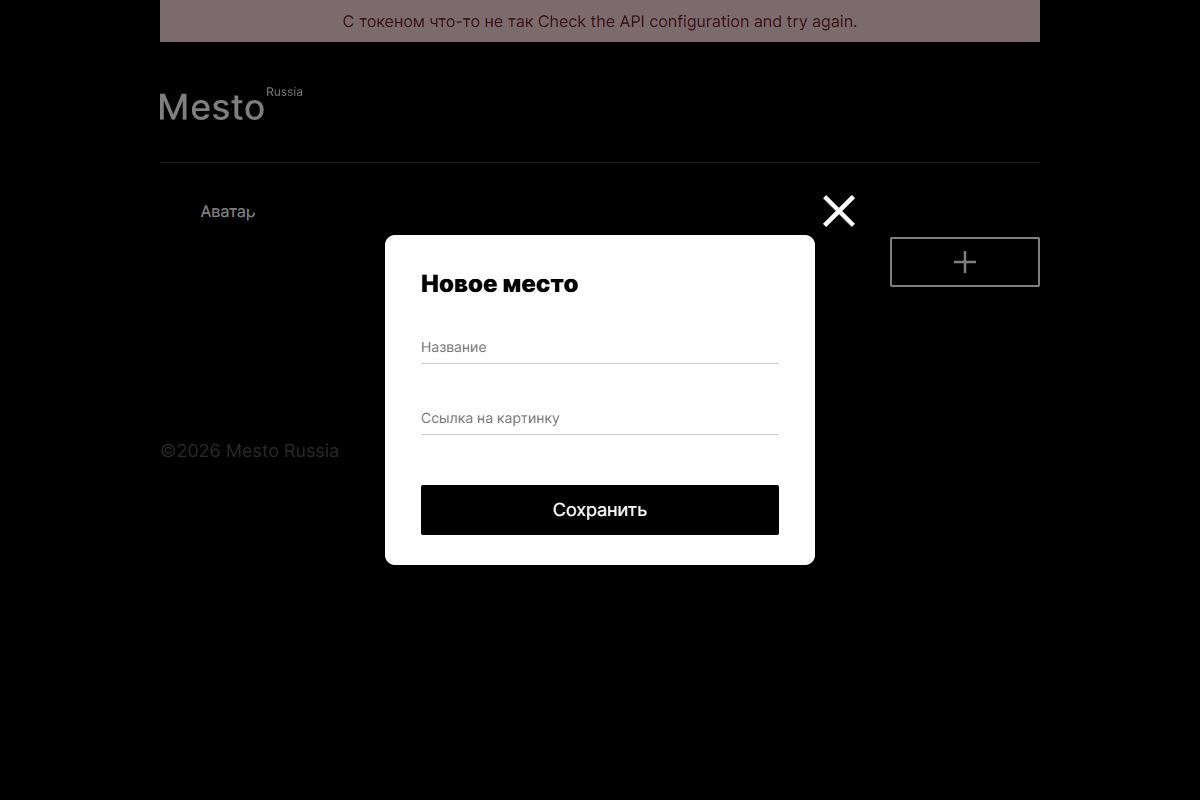 С токеном что-то не так Check the API configuration and try again.
Mesto Russia
Аватар
Новое место
Название
Ссылка на картинку
©2026 Mesto Russia
Сохранить